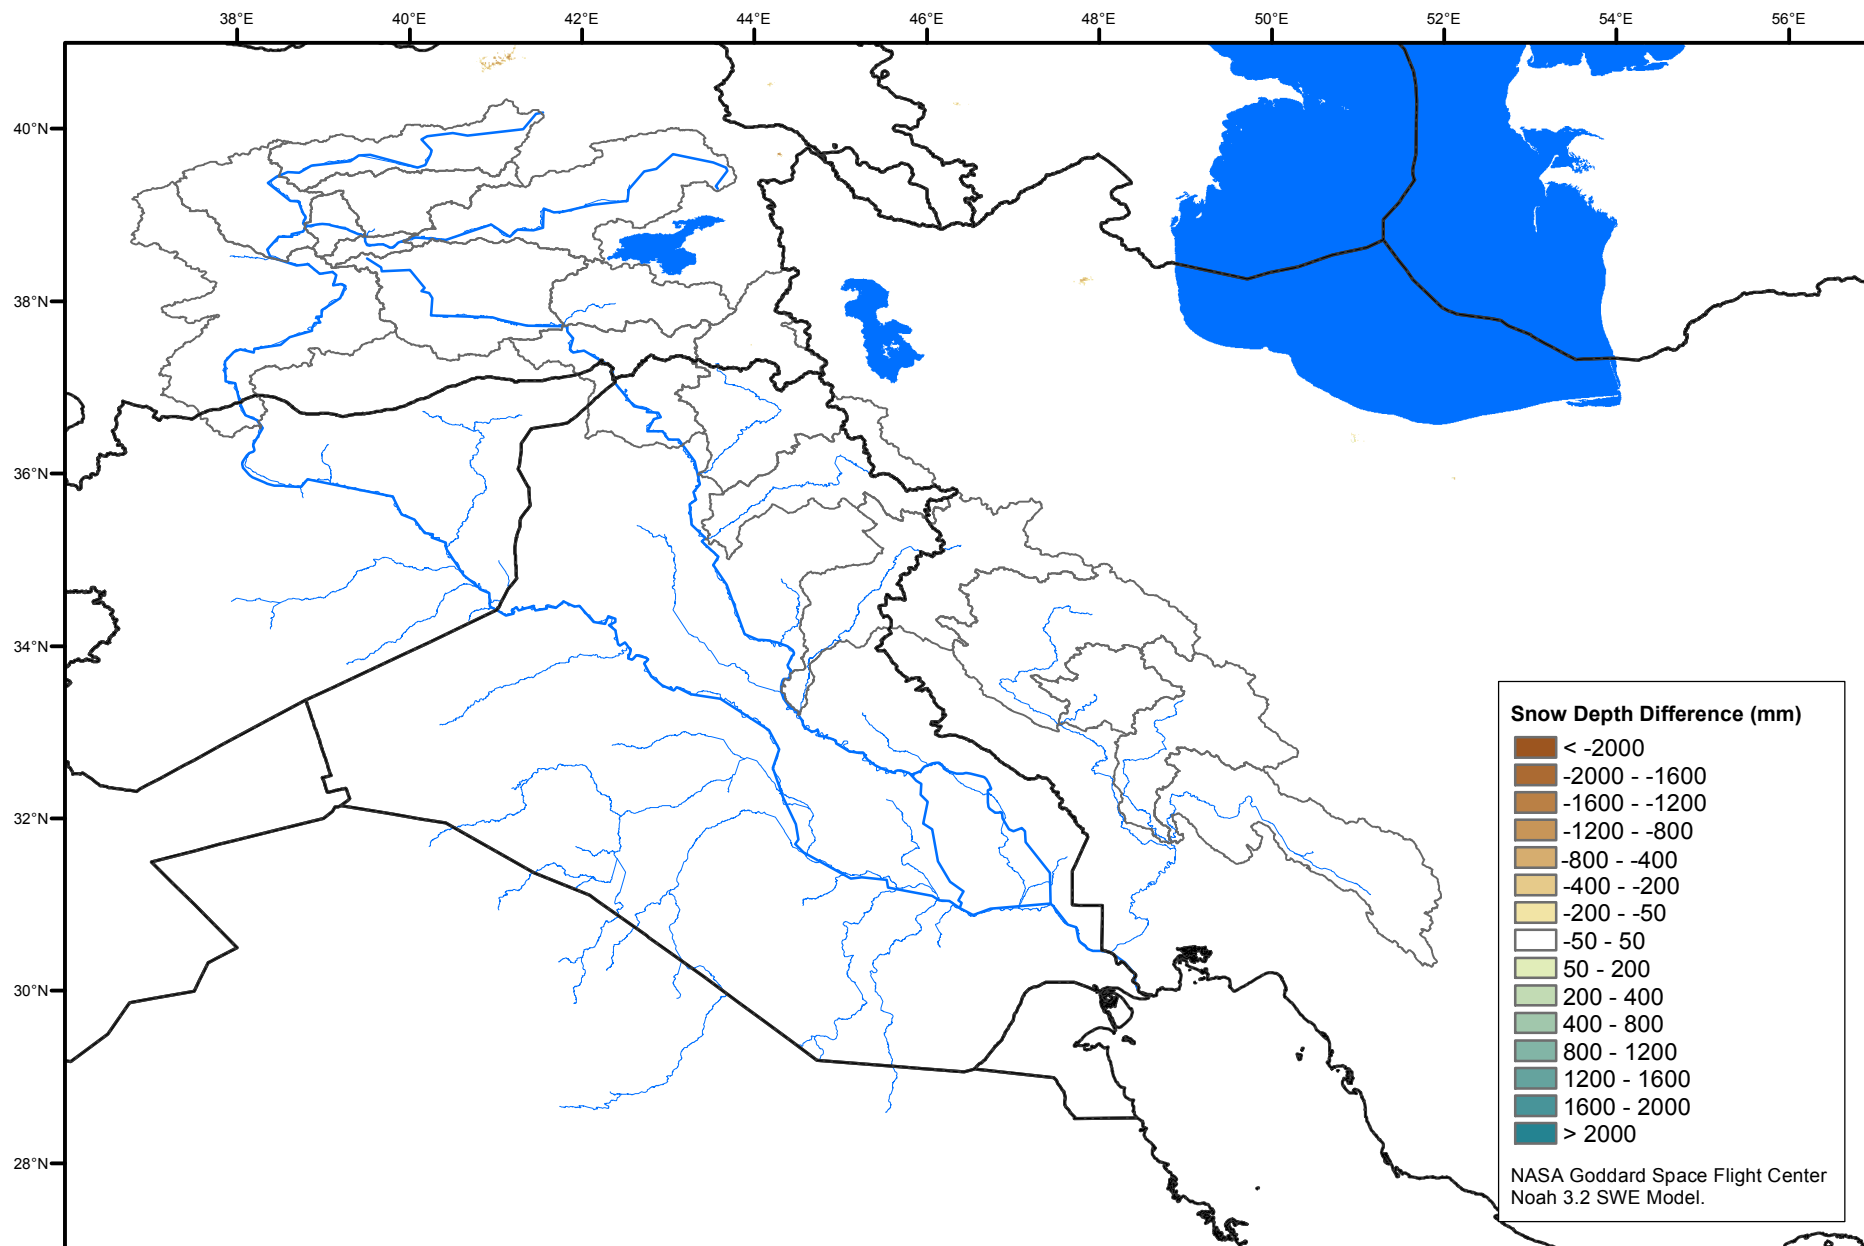 38°E 40°E 42°E 44°E 46°E 48°E 50°E 52°E 54°E 56°E
40°N
38°N
36°N
34°N
32°N
30°N
28°N
Snow Depth Difference (mm)
< -2000
-2000 - -1600
-1600 - -1200
-1200 - -800
-800 - -400
-400 - -200
-200 - -50
-50 - 50
50 - 200
200 - 400
400 - 800
800 - 1200
1200 - 1600
1600 - 2000
> 2000
NASA Goddard Space Flight Center
Noah 3.2 SWE Model.